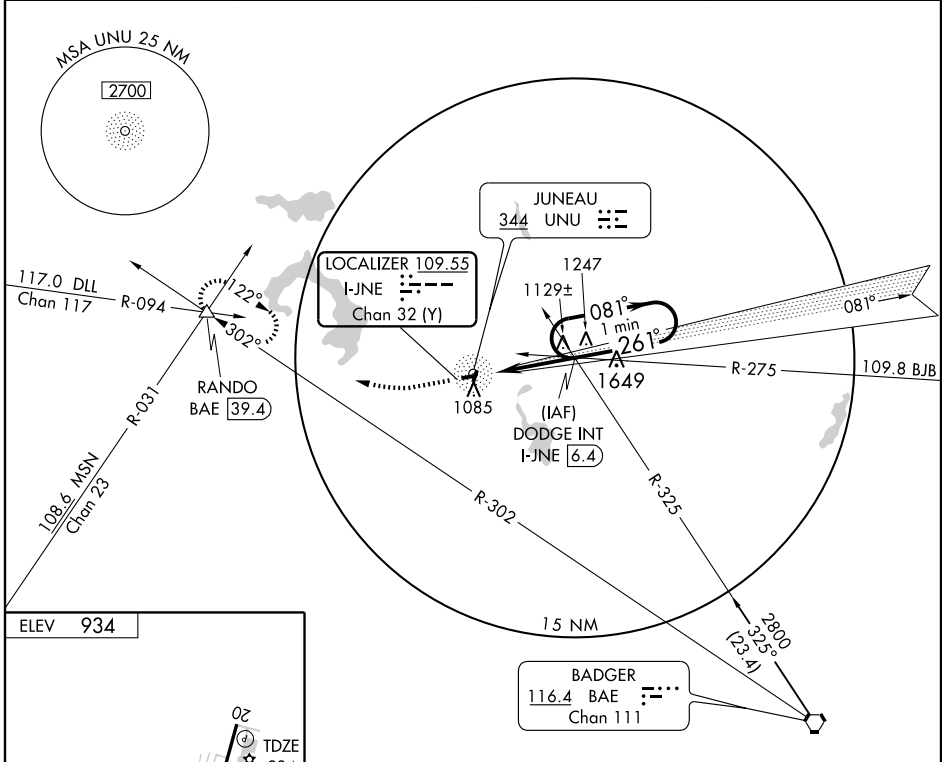 MSA UNU 25 NM
2700
JUNEAU
344 UNU
LOCALIZER 109.55
I-JNE
Chan 32 (Y)
1247
1129±
081°
1 min
261°
081°
117.0 DLL
Chan 117
R-094
122°
302°
RANDO
BAE 39.4
R-031
108.6 MSN
Chan 23
1085
1649
R-275
109.8 BJB
(IAF)
DODGE INT
I-JNE 6.4
R-325
R-302
15 NM
2800
325°
(23.4)
BADGER
116.4 BAE
Chan 111
ELEV 934
20
P
TDZE